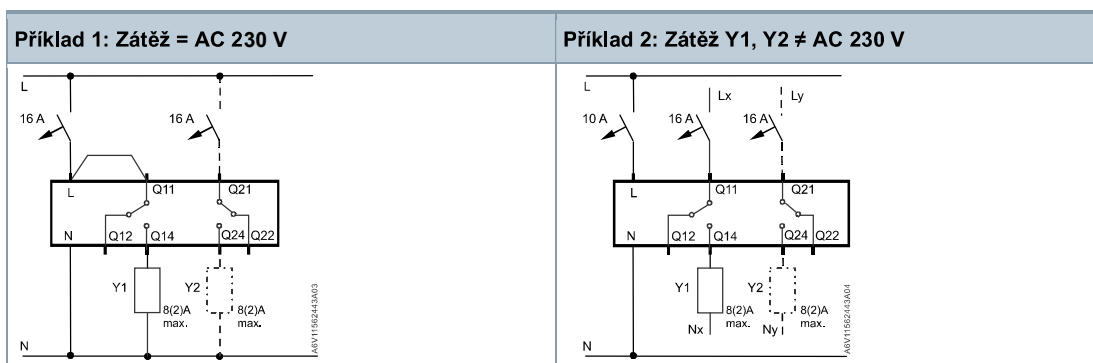 Příklad 1: Zátěž = AC 230 V
L
16 A
16 A
L
Q11
Q21
N
Q12
Q14
Q24
Q22
Y1
Y2
8(2)A
max.
8(2)A
max.
N
A6V11562443A03
Příklad 2: Zátěž Y1, Y2 ≠ AC 230 V
L
Lx
Ly
10 A
16 A
16 A
L
Q11
Q21
N
Q12
Q14
Q24
Q22
Y1
Y2
8(2)A
max.
8(2)A
max.
Nx
Ny
N
A6V11562443A04